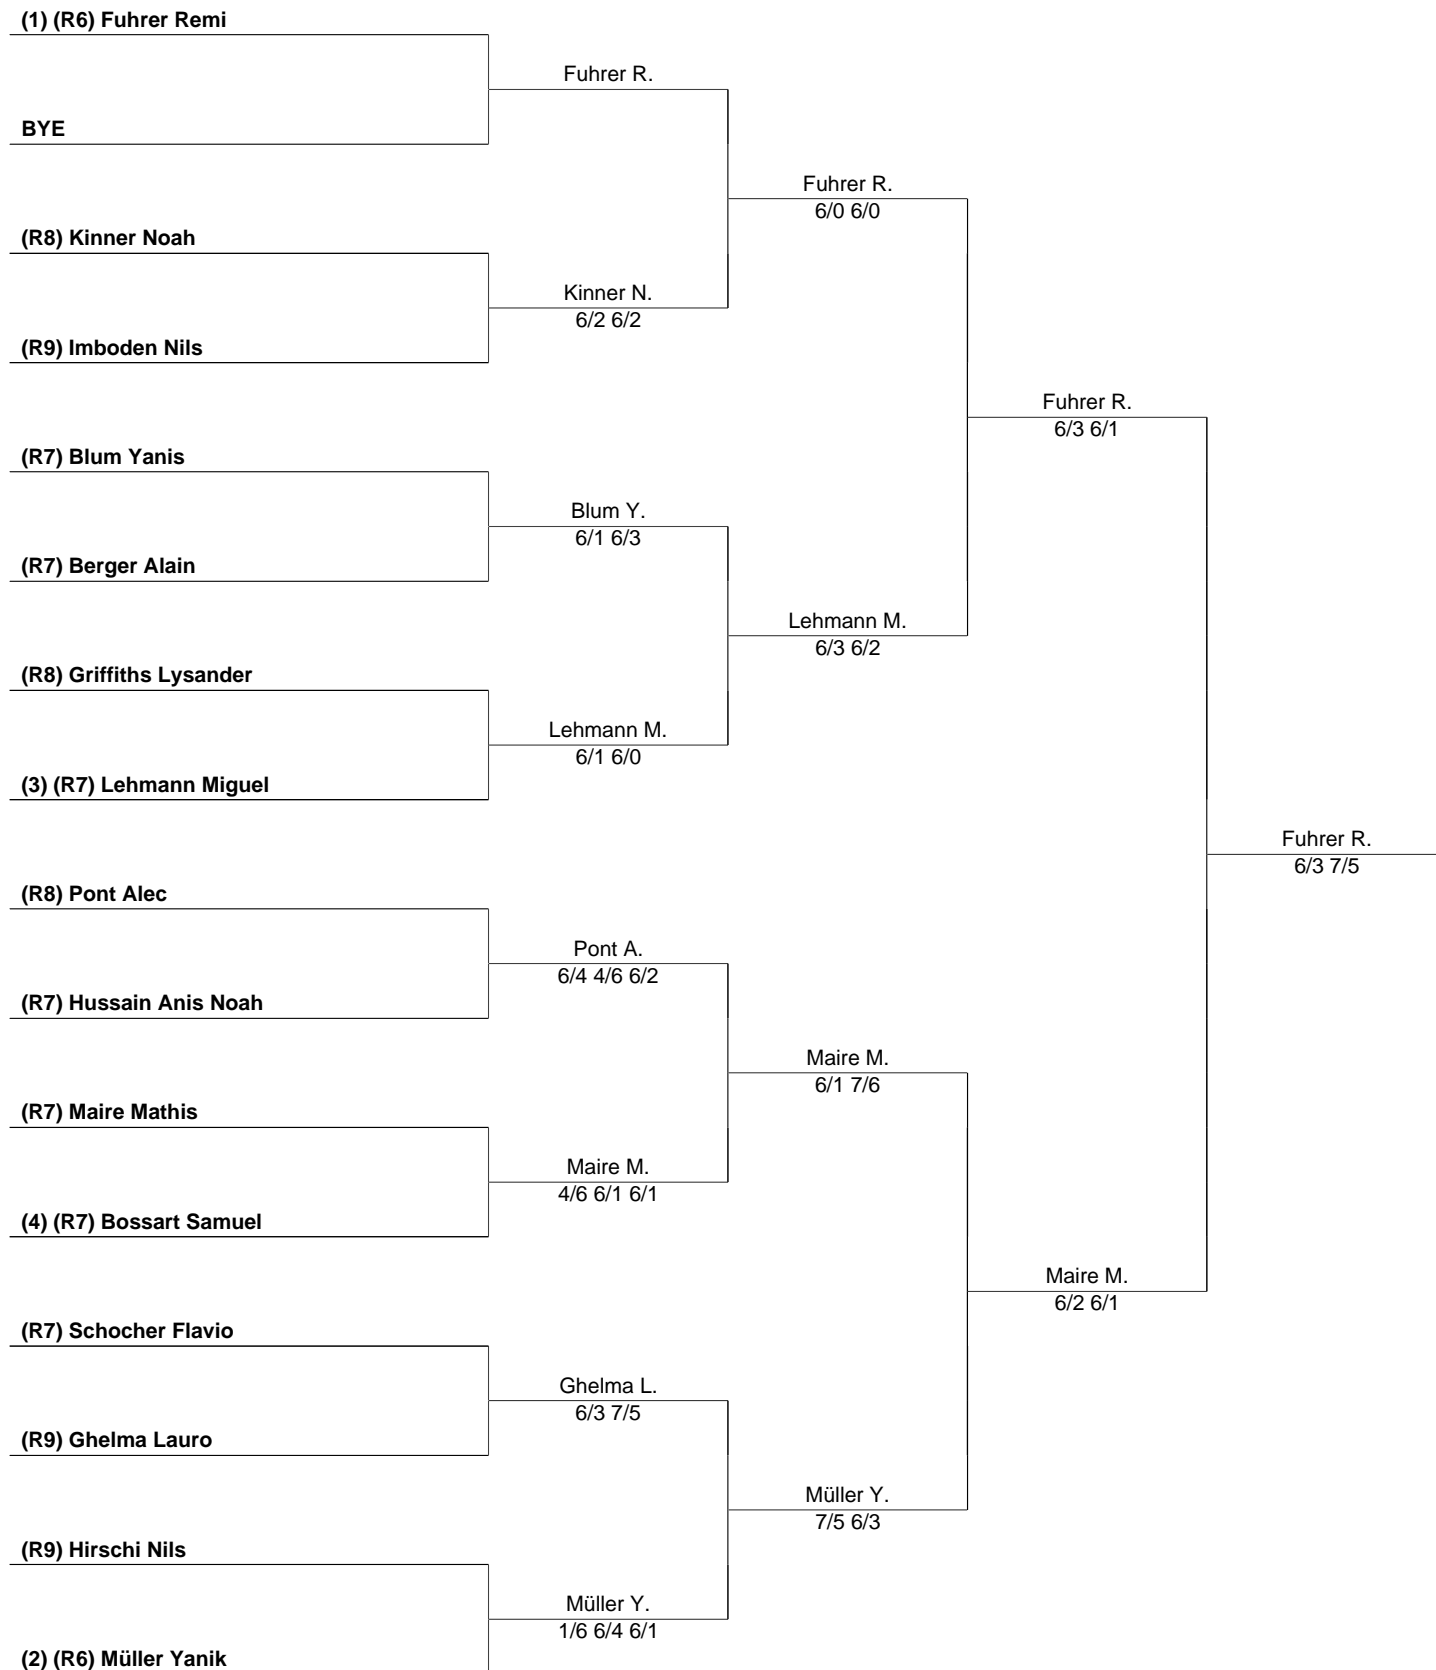 (1) (R6) Fuhrer Remi
Fuhrer R.
BYE
Fuhrer R.
6/0 6/0
(R8) Kinner Noah
Kinner N.
6/2 6/2
(R9) Imboden Nils
Fuhrer R.
6/3 6/1
(R7) Blum Yanis
Blum Y.
6/1 6/3
(R7) Berger Alain
Lehmann M.
6/3 6/2
(R8) Griffiths Lysander
Lehmann M.
6/1 6/0
(3) (R7) Lehmann Miguel
Fuhrer R.
6/3 7/5
(R8) Pont Alec
Pont A.
6/4 4/6 6/2
(R7) Hussain Anis Noah
Maire M.
6/1 7/6
(R7) Maire Mathis
Maire M.
4/6 6/1 6/1
(4) (R7) Bossart Samuel
Maire M.
6/2 6/1
(R7) Schocher Flavio
Ghelma L.
6/3 7/5
(R9) Ghelma Lauro
Müller Y.
7/5 6/3
(R9) Hirschi Nils
Müller Y.
1/6 6/4 6/1
(2) (R6) Müller Yanik